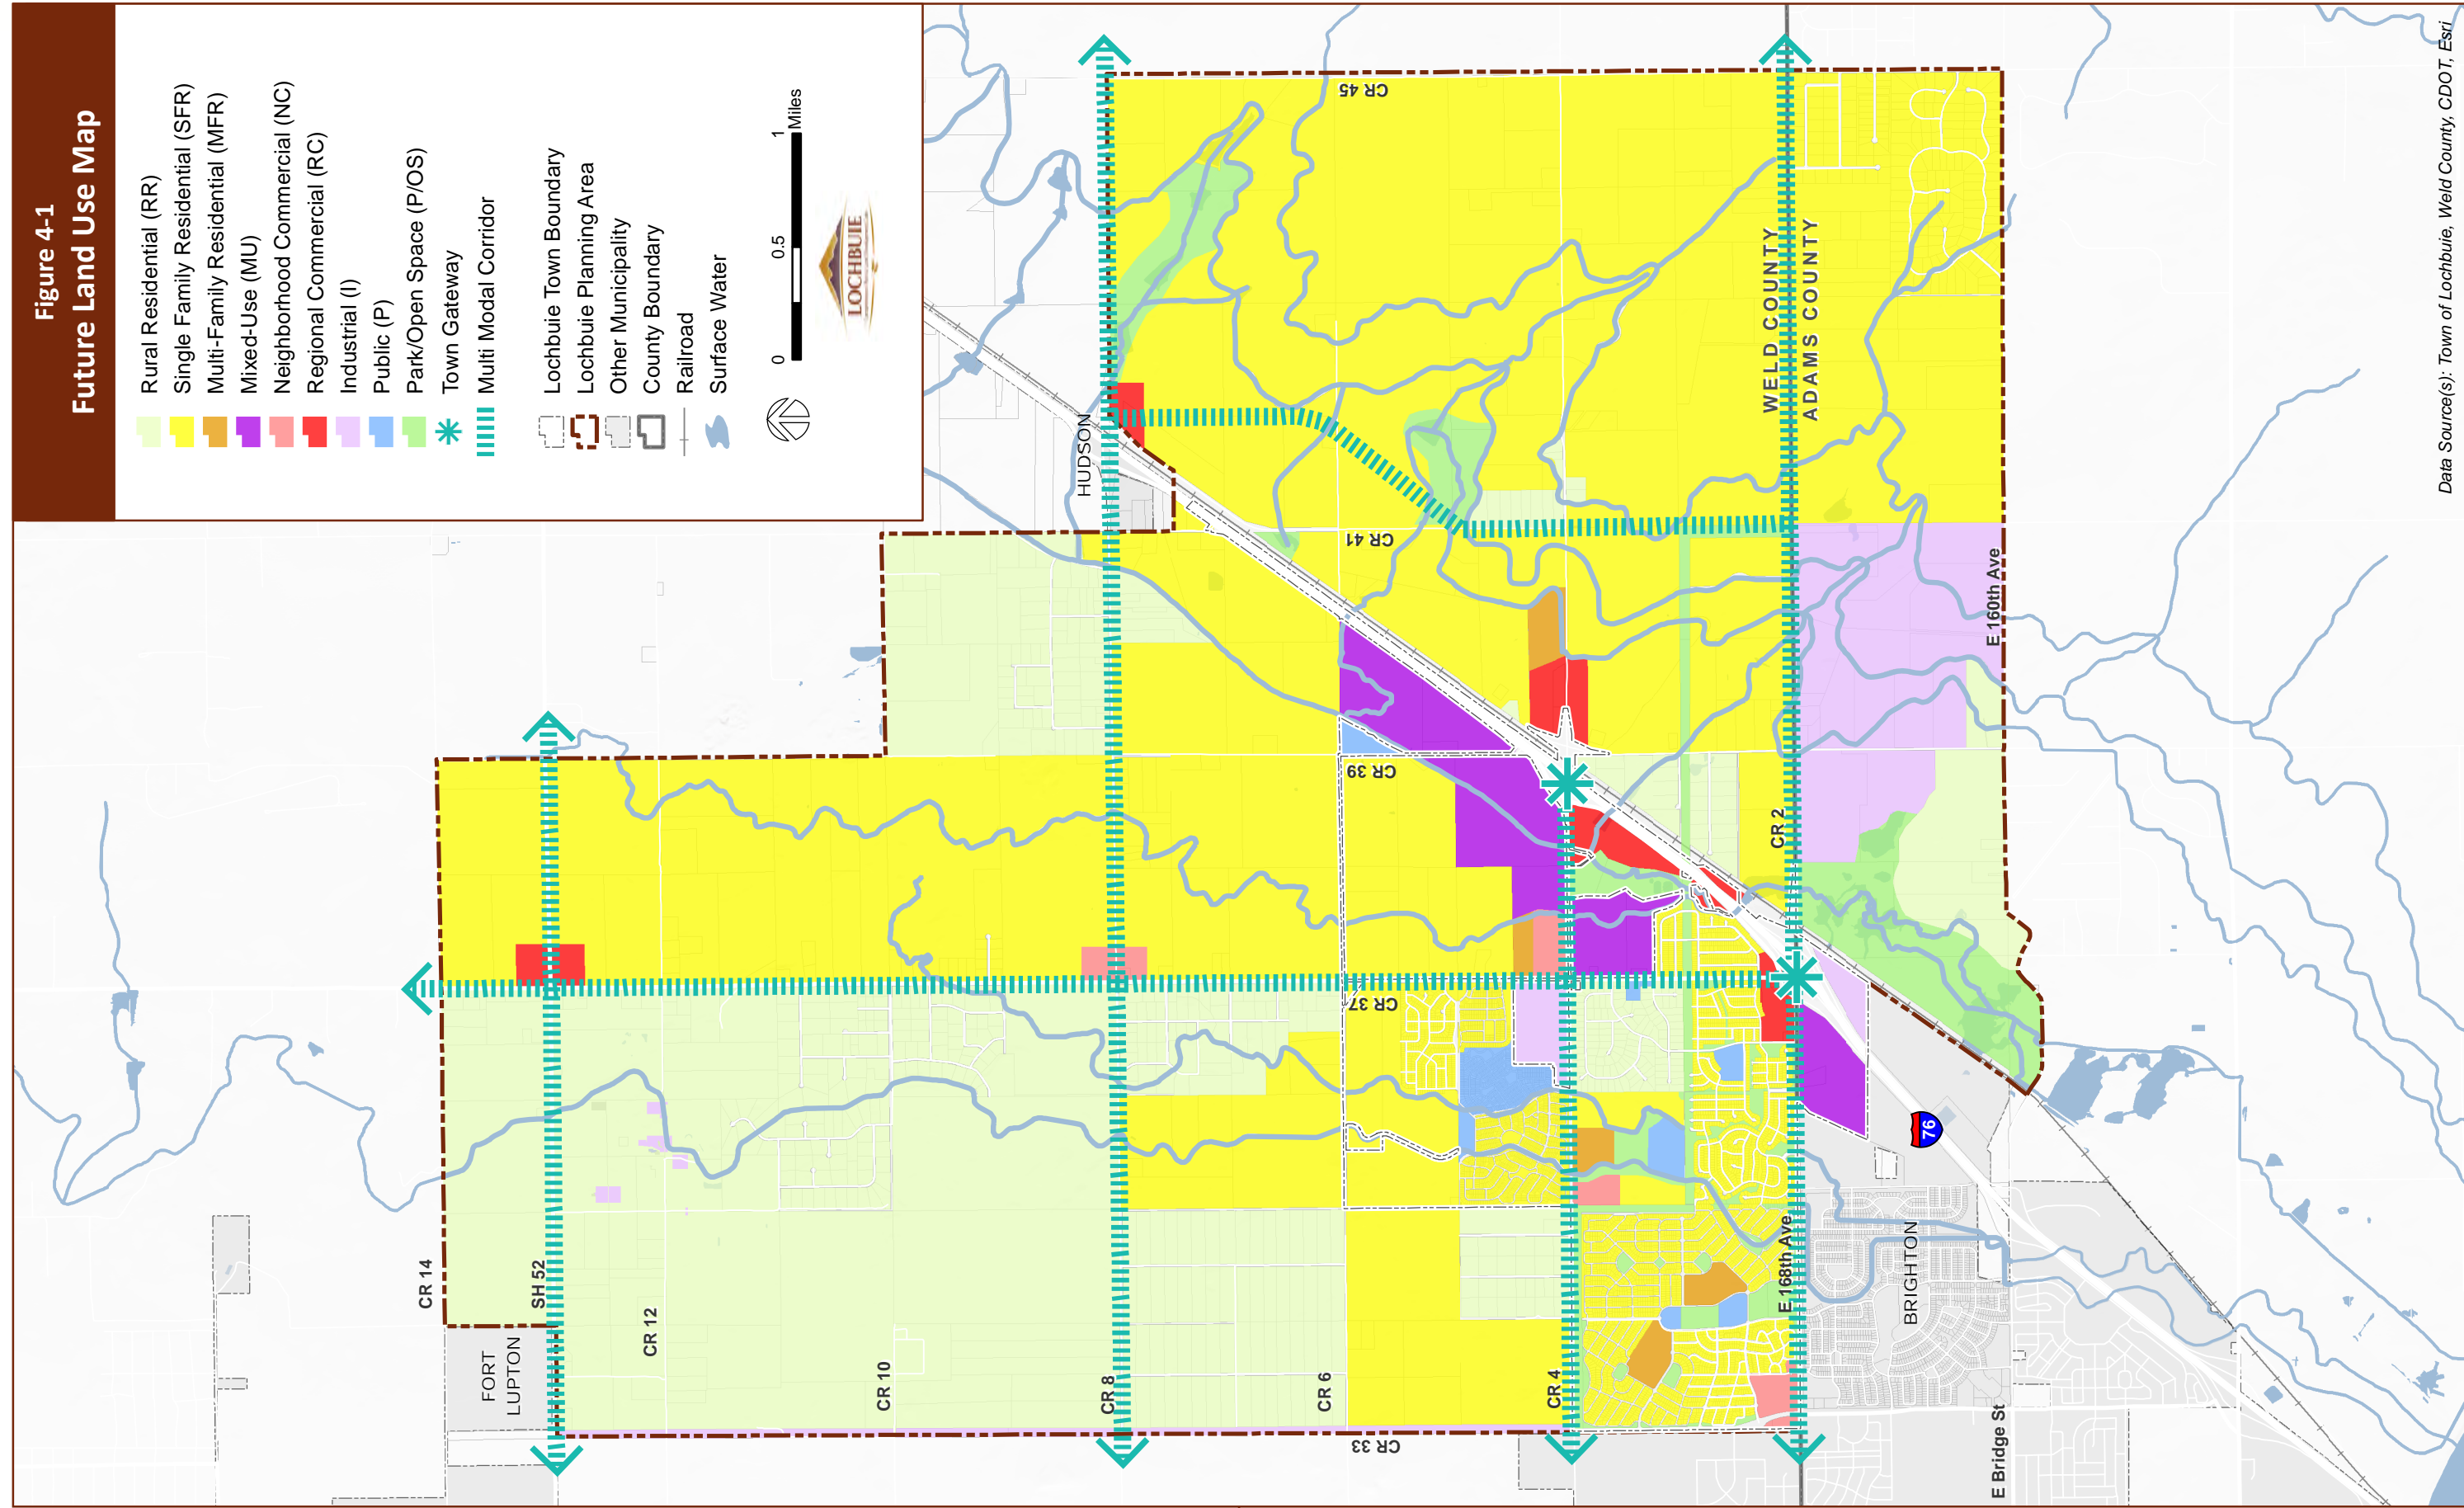 Figure 4-1
Future Land Use Map
Rural Residential (RR)
Single Family Residential (SFR)
Multi-Family Residential (MFR)
Mixed-Use (MU)
Neighborhood Commercial (NC)
Regional Commercial (RC)
Industrial (I)
Public (P)
Park/Open Space (P/OS)
Town Gateway
Multi Modal Corridor
Lochbuie Town Boundary
Lochbuie Planning Area
Other Municipality
County Boundary
Railroad
Surface Water
0 0.5 1
Miles
LOCHBUIE
FORT
LUPTON
CR 14
SH 52
CR 12
CR 10
CR 8
CR 6
CR 4
CR 33
CR 37
CR 39
CR 41
CR 45
HUDSON
CR 2
WELD COUNTY
ADAMS COUNTY
E 168th Ave
E 160th Ave
BRIGHTON
76
E Bridge St
Data Source(s): Town of Lochbuie, Weld County, CDOT, Esri